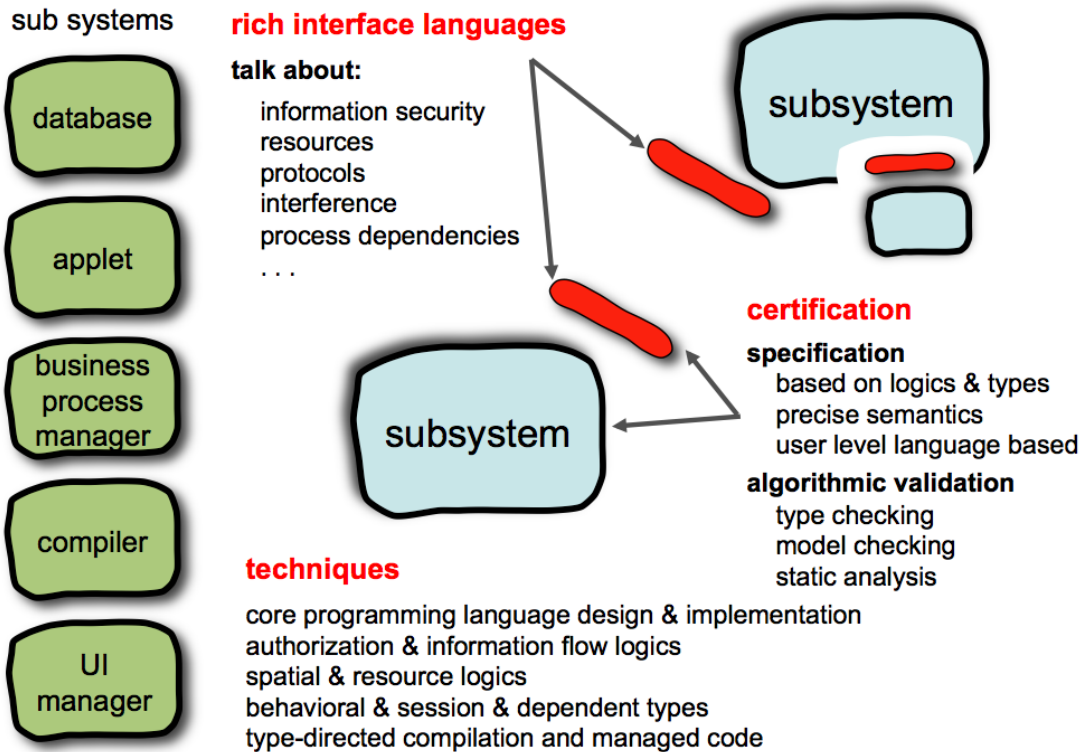 sub systems
database
applet
business
process
manager
compiler
UI
manager
rich interface languages
talk about:
information security
resources
protocols
interference
process dependencies
. . .
subsystem
subsystem
certification
specification
based on logics & types
precise semantics
user level language based
algorithmic validation
type checking
model checking
static analysis
techniques
core programming language design & implementation
authorization & information flow logics
spatial & resource logics
behavioral & session & dependent types
type-directed compilation and managed code